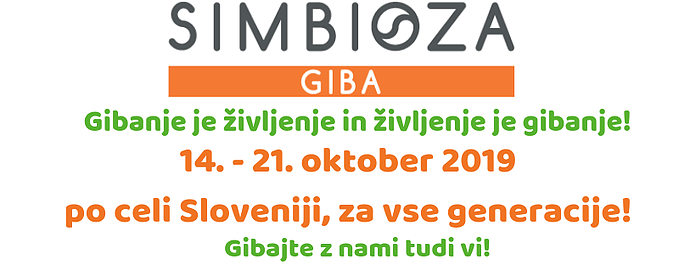 SIMBIOZA
GIBA
Gibanje je življenje in življenje je gibanje!
14. - 21. oktober 2019
po celi Sloveniji, za vse generacije!
Gibajte z nami tudi vi!